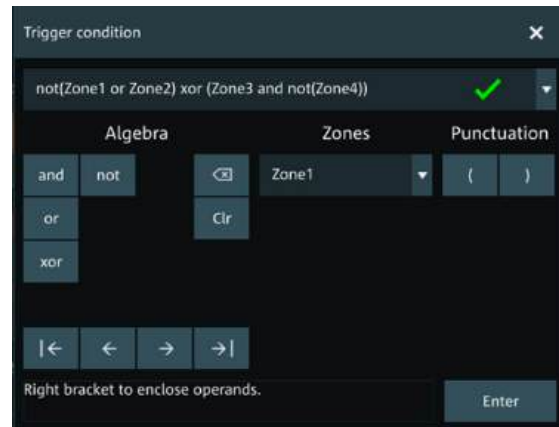 Trigger condition
not(Zone1 or Zone2) xor (Zone3 and not(Zone4))
Algebra Zones Punctuation
and not Zone1 ( )
or Clr
xor
|← ← → →|
Right bracket to enclose operands.
Enter